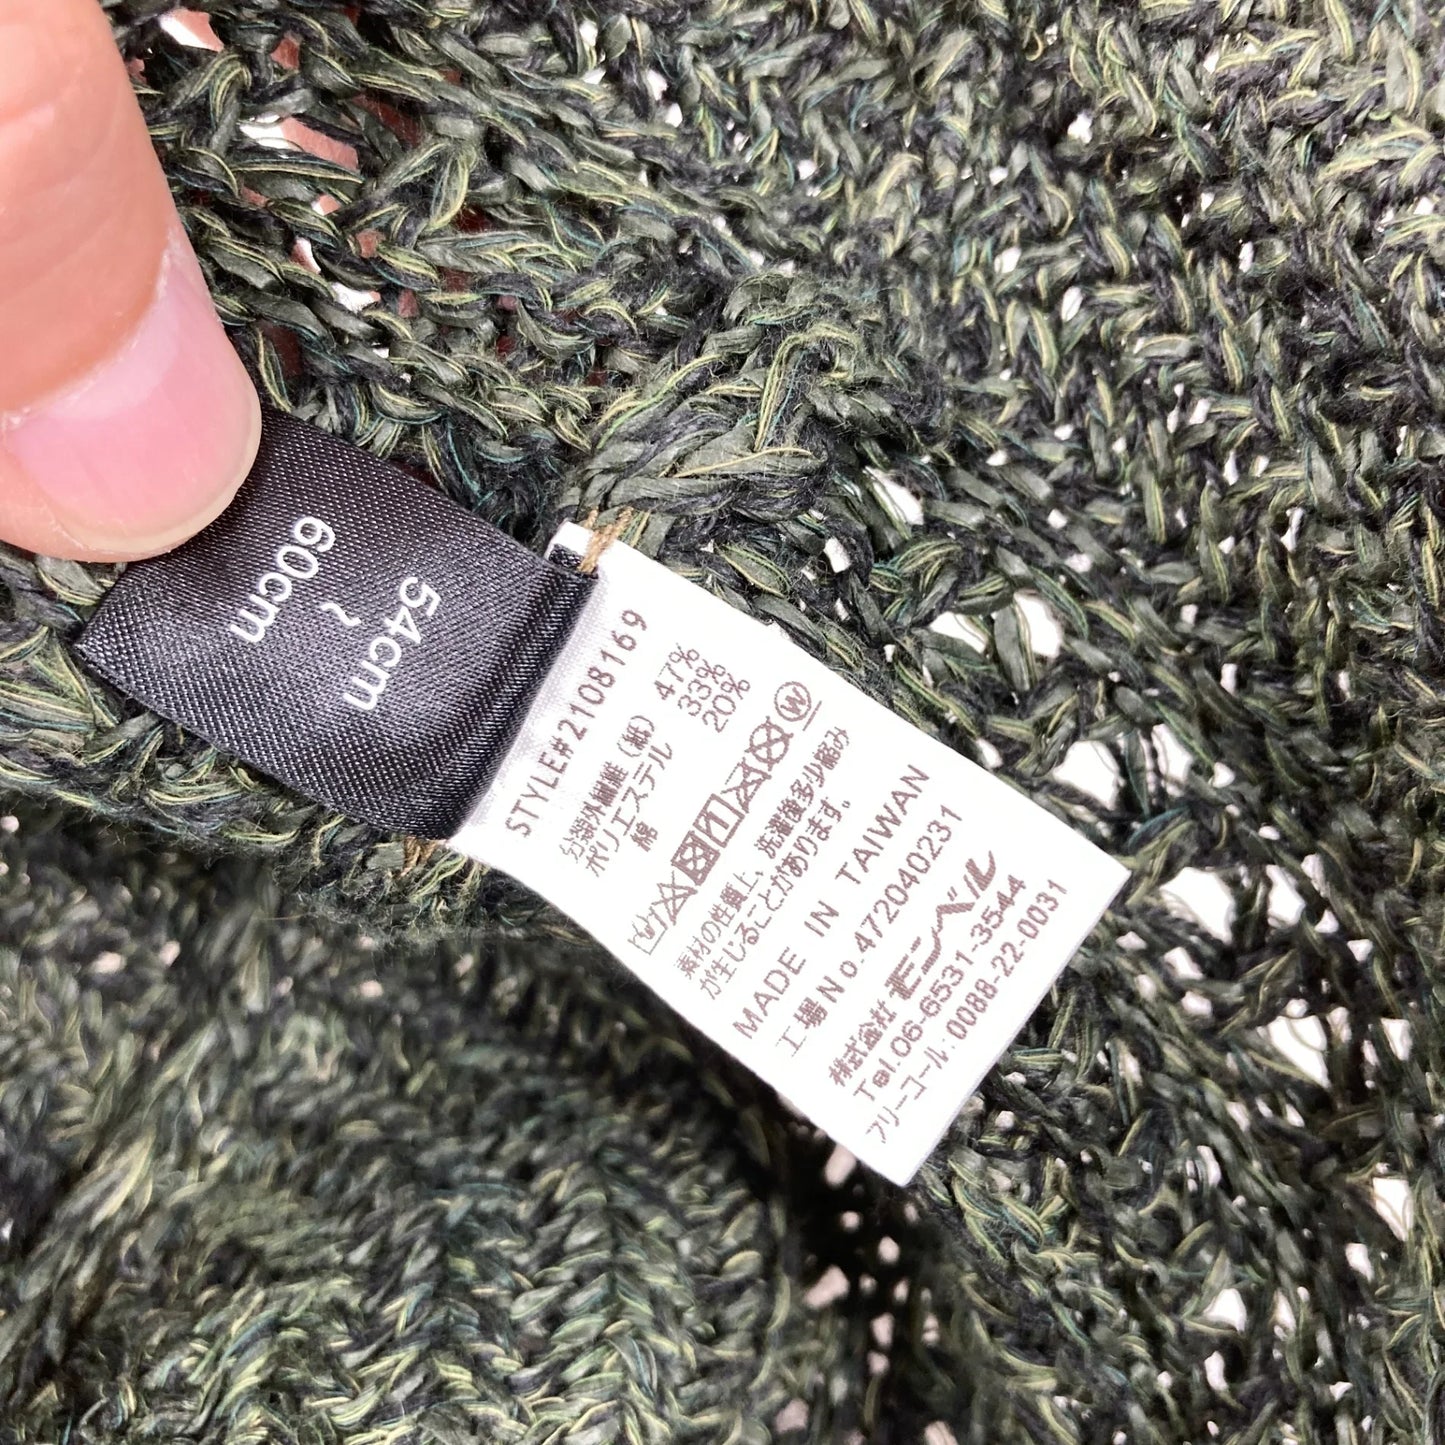 54cm
〜
60cm
STYLE#2108169
分類外繊維(紙) 47%
ポリエステル 33%
綿 20%
W
素材の性質上、洗濯後多少縮み
が生じることがあります。
MADE IN TAIWAN
工場No.472040231
株式会社モンベル
Tel.06-6531-3544
フリーコール:0088-22-0031